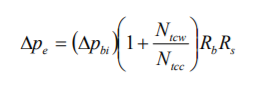 Δp_e = (Δp_bi)(1 + N_tcw / N_tcc) R_b R_s